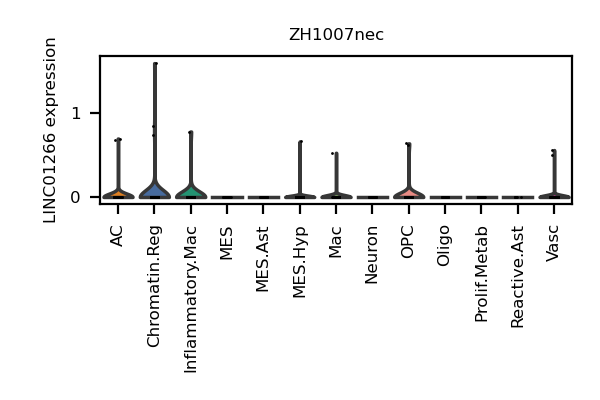 ZH1007nec
LINC01266 expression
1
0
AC
Chromatin.Reg
Inflammatory.Mac
MES
MES.Ast
MES.Hyp
Mac
Neuron
OPC
Oligo
Prolif.Metab
Reactive.Ast
Vasc